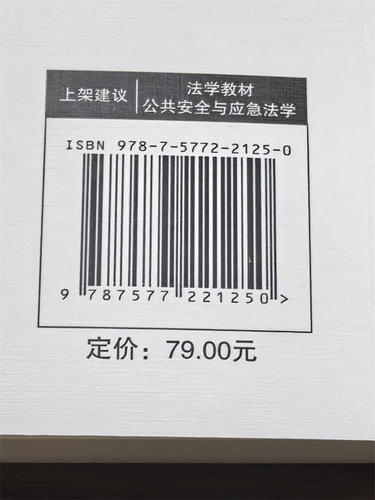 上架建议
法学教材
公共安全与应急法学
ISBN 978-7-5772-2125-0
9 787577 221250 >
定价：79.00元